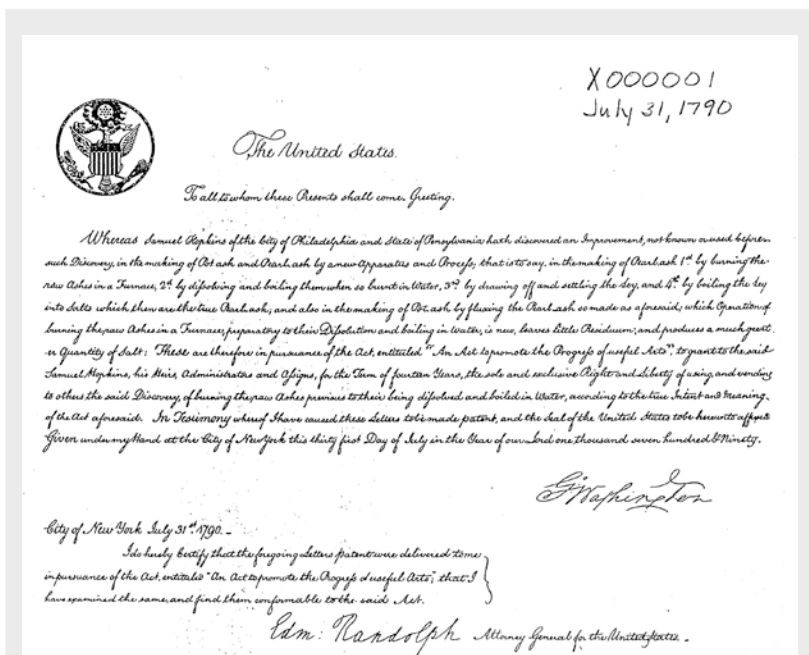 X000001
July 31, 1790
The United States.
To all to whom these Presents shall come, Greeting.
Whereas Samuel Hopkins of the City of Philadelphia and State of Pensylvania hath discovered an Improvement, not known or used before
such Discovery, in the making of Pot ash and Pearl ash by a new Apparatus and Process; that is to say, in the making of Pearl ash 1st. by burning the
raw Ashes in a Furnace, 2d. by dissolving and boiling them when so burnt in Water, 3rd. by drawing off and settling the Ley, and 4th. by boiling the Ley
into Salts which then are the true Pearl ash; and also in the making of Pot ash by fluxing the Pearl ash so made as aforesaid; which Operation of
burning the raw Ashes in a Furnace, preparatory to their Dissolution and boiling in Water, is new, leaves little Residuum; and produces a much great
er Quantity of Salt: These are therefore in pursuance of the Act, entituled "An Act to promote the Progress of useful Arts", to grant to the said
Samuel Hopkins, his Heirs, Administrators and Assigns, for the Term of fourteen Years, the sole and exclusive Right and Liberty of using, and vending
to others the said Discovery, of burning the raw Ashes previous to their being dissolved and boiled in Water, according to the true Intent and Meaning
of the Act aforesaid. In Testimony whereof I have caused these Letters to be made patent, and the Seal of the United States to be hereunto affixed
Given under my Hand at the City of New York this thirty first Day of July in the Year of our Lord one thousand seven hundred & Ninety.
G. Washington
City of New York July 31st. 1790. –
I do hereby Certify that the foregoing Letters patent were delivered to me
in pursuance of the Act, entituled "An Act to promote the Progress of useful Arts"; that I
have examined the same, and find them conformable to the said Act.
Edm: Randolph Attorney General for the United States. –